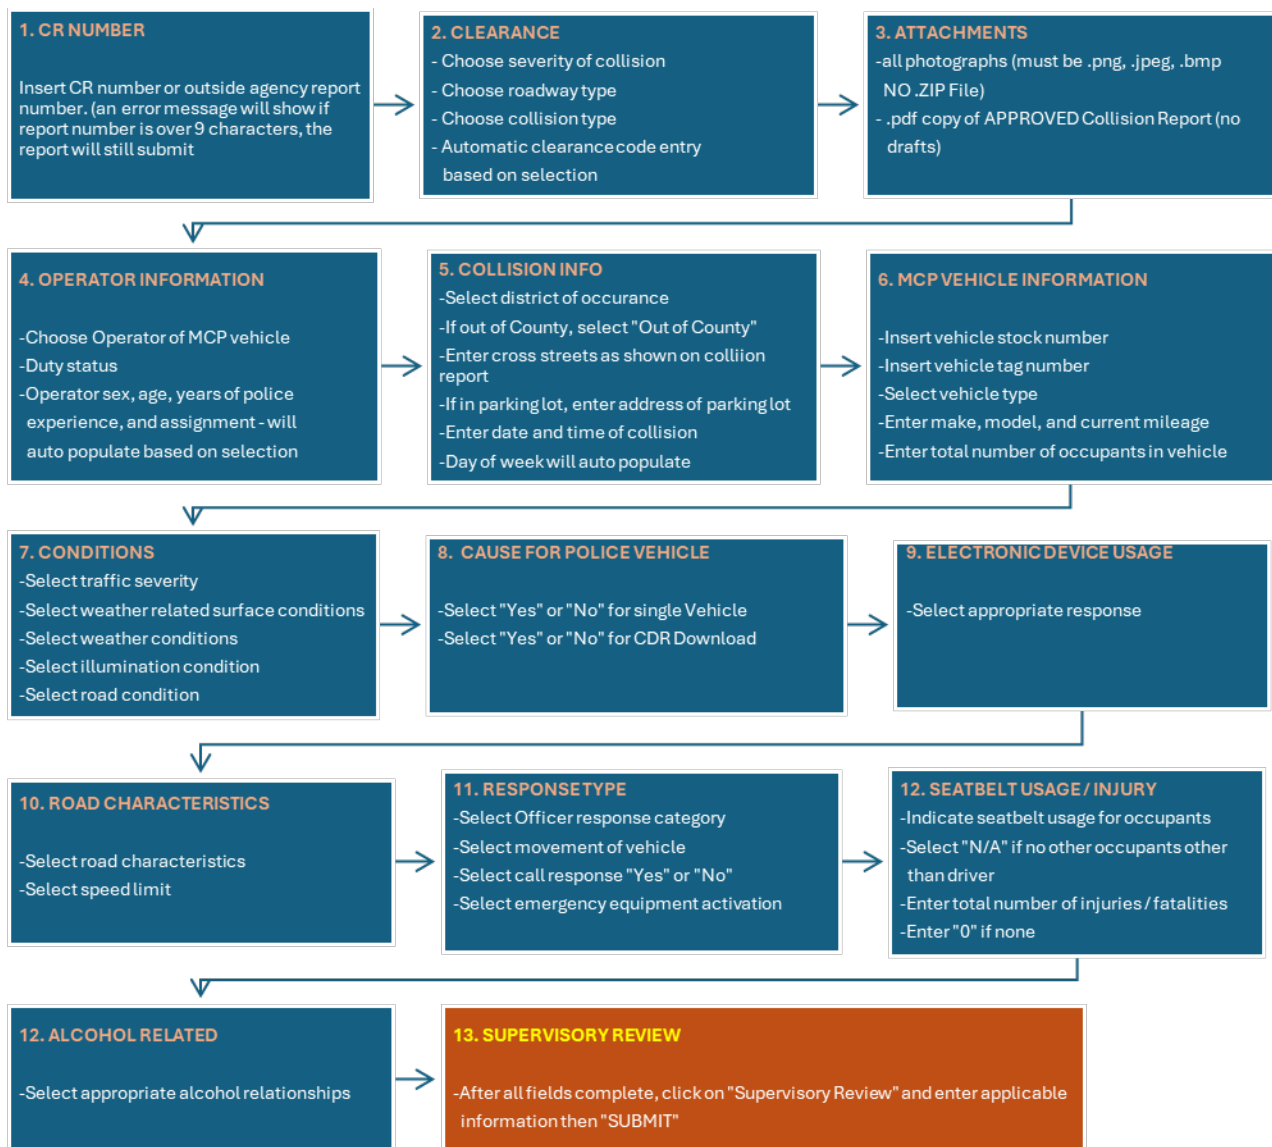 1. CR NUMBER
Insert CR number or outside agency report
number. (an error message will show if
report number is over 9 characters, the
report will still submit
2. CLEARANCE
- Choose severity of collision
- Choose roadway type
- Choose collision type
- Automatic clearance code entry
based on selection
3. ATTACHMENTS
-all photographs (must be .png, .jpeg, .bmp
NO .ZIP File)
- .pdf copy of APPROVED Collision Report (no
drafts)
4. OPERATOR INFORMATION
-Choose Operator of MCP vehicle
-Duty status
-Operator sex, age, years of police
experience, and assignment - will
auto populate based on selection
5. COLLISION INFO
-Select district of occurance
-If out of County, select "Out of County"
-Enter cross streets as shown on colliion
report
-If in parking lot, enter address of parking lot
-Enter date and time of collision
-Day of week will auto populate
6. MCP VEHICLE INFORMATION
-Insert vehicle stock number
-Insert vehicle tag number
-Select vehicle type
-Enter make, model, and current mileage
-Enter total number of occupants in vehicle
7. CONDITIONS
-Select traffic severity
-Select weather related surface conditions
-Select weather conditions
-Select illumination condition
-Select road condition
8. CAUSE FOR POLICE VEHICLE
-Select "Yes" or "No" for single Vehicle
-Select "Yes" or "No" for CDR Download
9. ELECTRONIC DEVICE USAGE
-Select appropriate response
10. ROAD CHARACTERISTICS
-Select road characteristics
-Select speed limit
11. RESPONSE TYPE
-Select Officer response category
-Select movement of vehicle
-Select call response "Yes" or "No"
-Select emergency equipment activation
12. SEATBELT USAGE / INJURY
-Indicate seatbelt usage for occupants
-Select "N/A" if no other occupants other
than driver
-Enter total number of injuries / fatalities
-Enter "0" if none
12. ALCOHOL RELATED
-Select appropriate alcohol relationships
13. SUPERVISORY REVIEW
-After all fields complete, click on "Supervisory Review" and enter applicable
information then "SUBMIT"